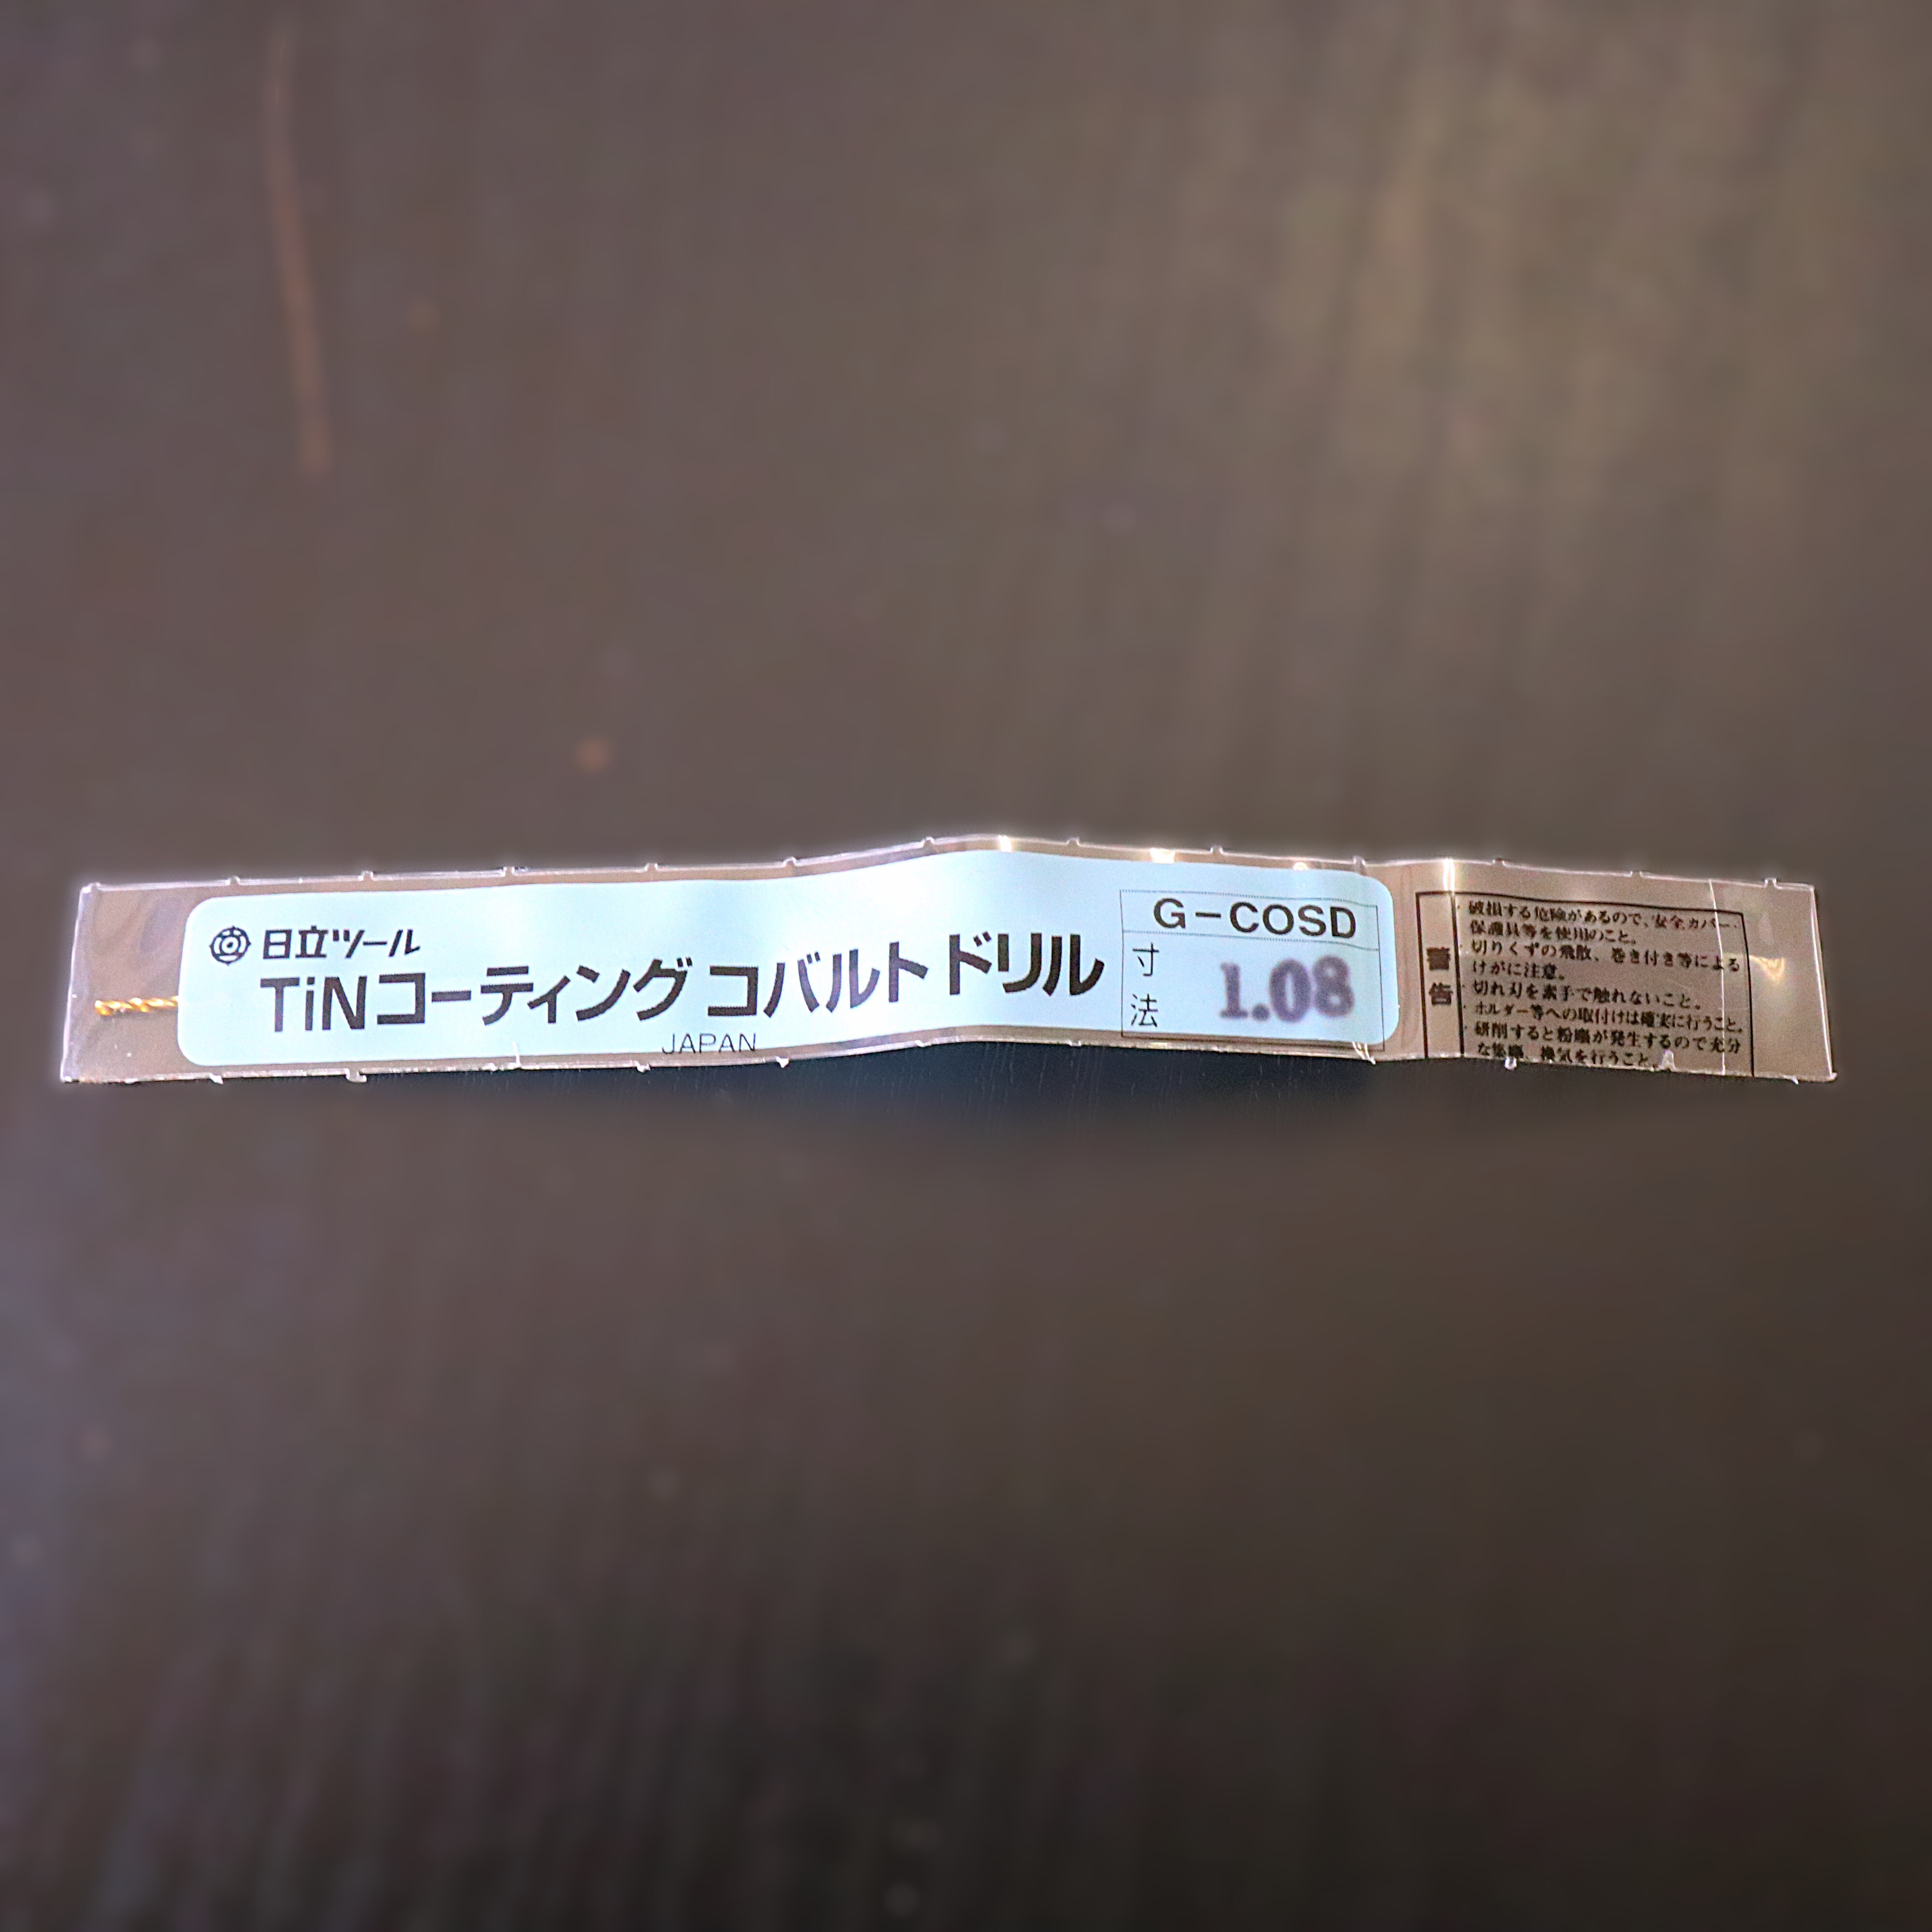 日立ツール
TiNコーティング コバルトドリル
JAPAN
G-COSD
寸法
1.08
警告
・破損する危険があるので、安全カバー、
保護具等を使用のこと。
・切りくずの飛散、巻き付き等による
けがに注意。
・切れ刃を素手で触れないこと。
・ホルダー等への取付けは確実に行うこと。
・研削すると粉塵が発生するので充分
な集塵、換気を行うこと。